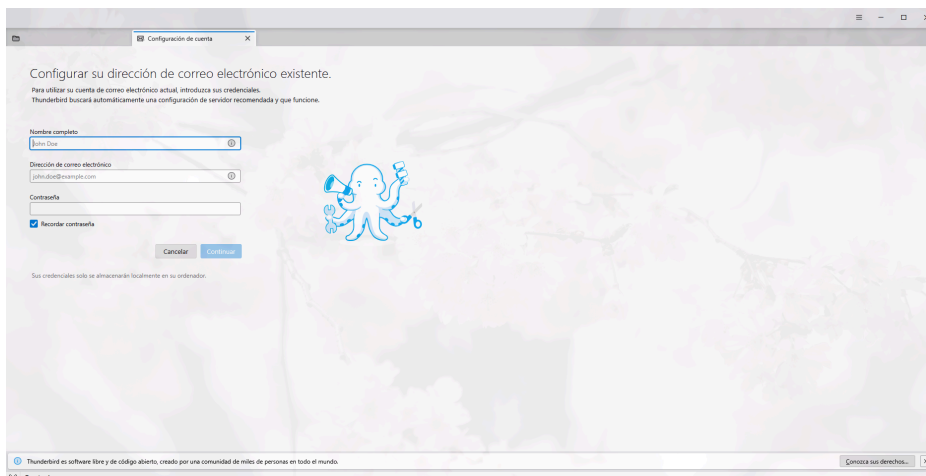 Configuración de cuenta
Configurar su dirección de correo electrónico existente.
Para utilizar su cuenta de correo electrónico actual, introduzca sus credenciales.
Thunderbird buscará automáticamente una configuración de servidor recomendada y que funcione.
Nombre completo
John Doe
Dirección de correo electrónico
john.doe@example.com
Contraseña
Recordar contraseña
Cancelar Continuar
Sus credenciales solo se almacenarán localmente en su ordenador.
Thunderbird es software libre y de código abierto, creado por una comunidad de miles de personas en todo el mundo. Conozca sus derechos...